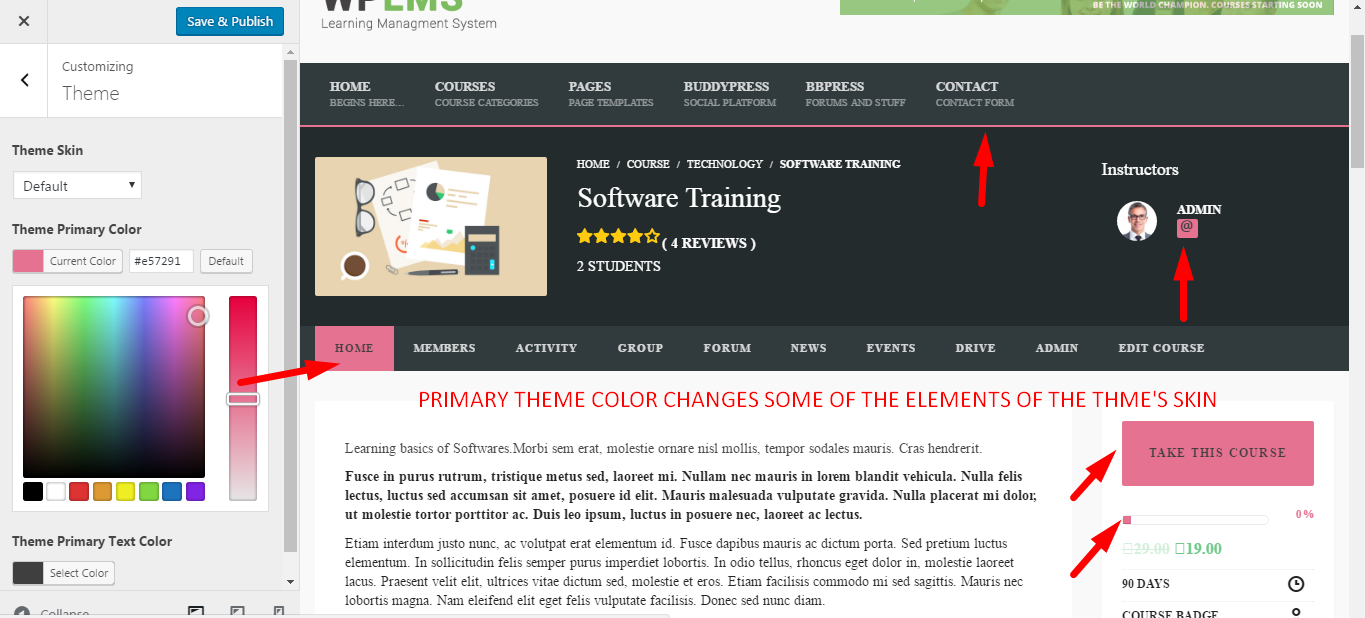 Save & Publish
Customizing
Theme
Theme Skin
Default
Theme Primary Color
Current Color
#e57291
Default
Theme Primary Text Color
Select Color
Collapse
WPLMS
Learning Managment System
BE THE WORLD CHAMPION. COURSES STARTING SOON
HOME COURSES PAGES BUDDYPRESS BBPRESS CONTACT
BEGINS HERE... COURSE CATEGORIES PAGE TEMPLATES SOCIAL PLATFORM FORUMS AND STUFF CONTACT FORM
HOME / COURSE / TECHNOLOGY / SOFTWARE TRAINING
Software Training
( 4 REVIEWS )
2 STUDENTS
Instructors
ADMIN
@
HOME MEMBERS ACTIVITY GROUP FORUM NEWS EVENTS DRIVE ADMIN EDIT COURSE
PRIMARY THEME COLOR CHANGES SOME OF THE ELEMENTS OF THE THME'S SKIN
Learning basics of Softwares.Morbi sem erat, molestie ornare nisl mollis, tempor sodales mauris. Cras hendrerit.
Fusce in purus rutrum, tristique metus sed, laoreet mi. Nullam nec mauris in lorem blandit vehicula. Nulla felis
lectus, luctus sed accumsan sit amet, posuere id elit. Mauris malesuada vulputate gravida. Nulla placerat mi dolor,
ut molestie tortor porttitor ac. Duis leo ipsum, luctus in posuere nec, laoreet ac lectus.
Etiam interdum justo nunc, ac volutpat erat elementum id. Fusce dapibus mauris ac dictum porta. Sed pretium luctus
elementum. In sollicitudin felis semper purus imperdiet lobortis. In odio tellus, rhoncus eget dolor in, molestie laoreet
lacus. Praesent velit elit, ultrices vitae dictum sed, molestie et eros. Etiam facilisis commodo mi sed sagittis. Mauris nec
lobortis magna. Nam eleifend elit eget felis vulputate facilisis. Donec sed nunc diam.
TAKE THIS COURSE
0%
29.00 19.00
90 DAYS
COURSE BADGE